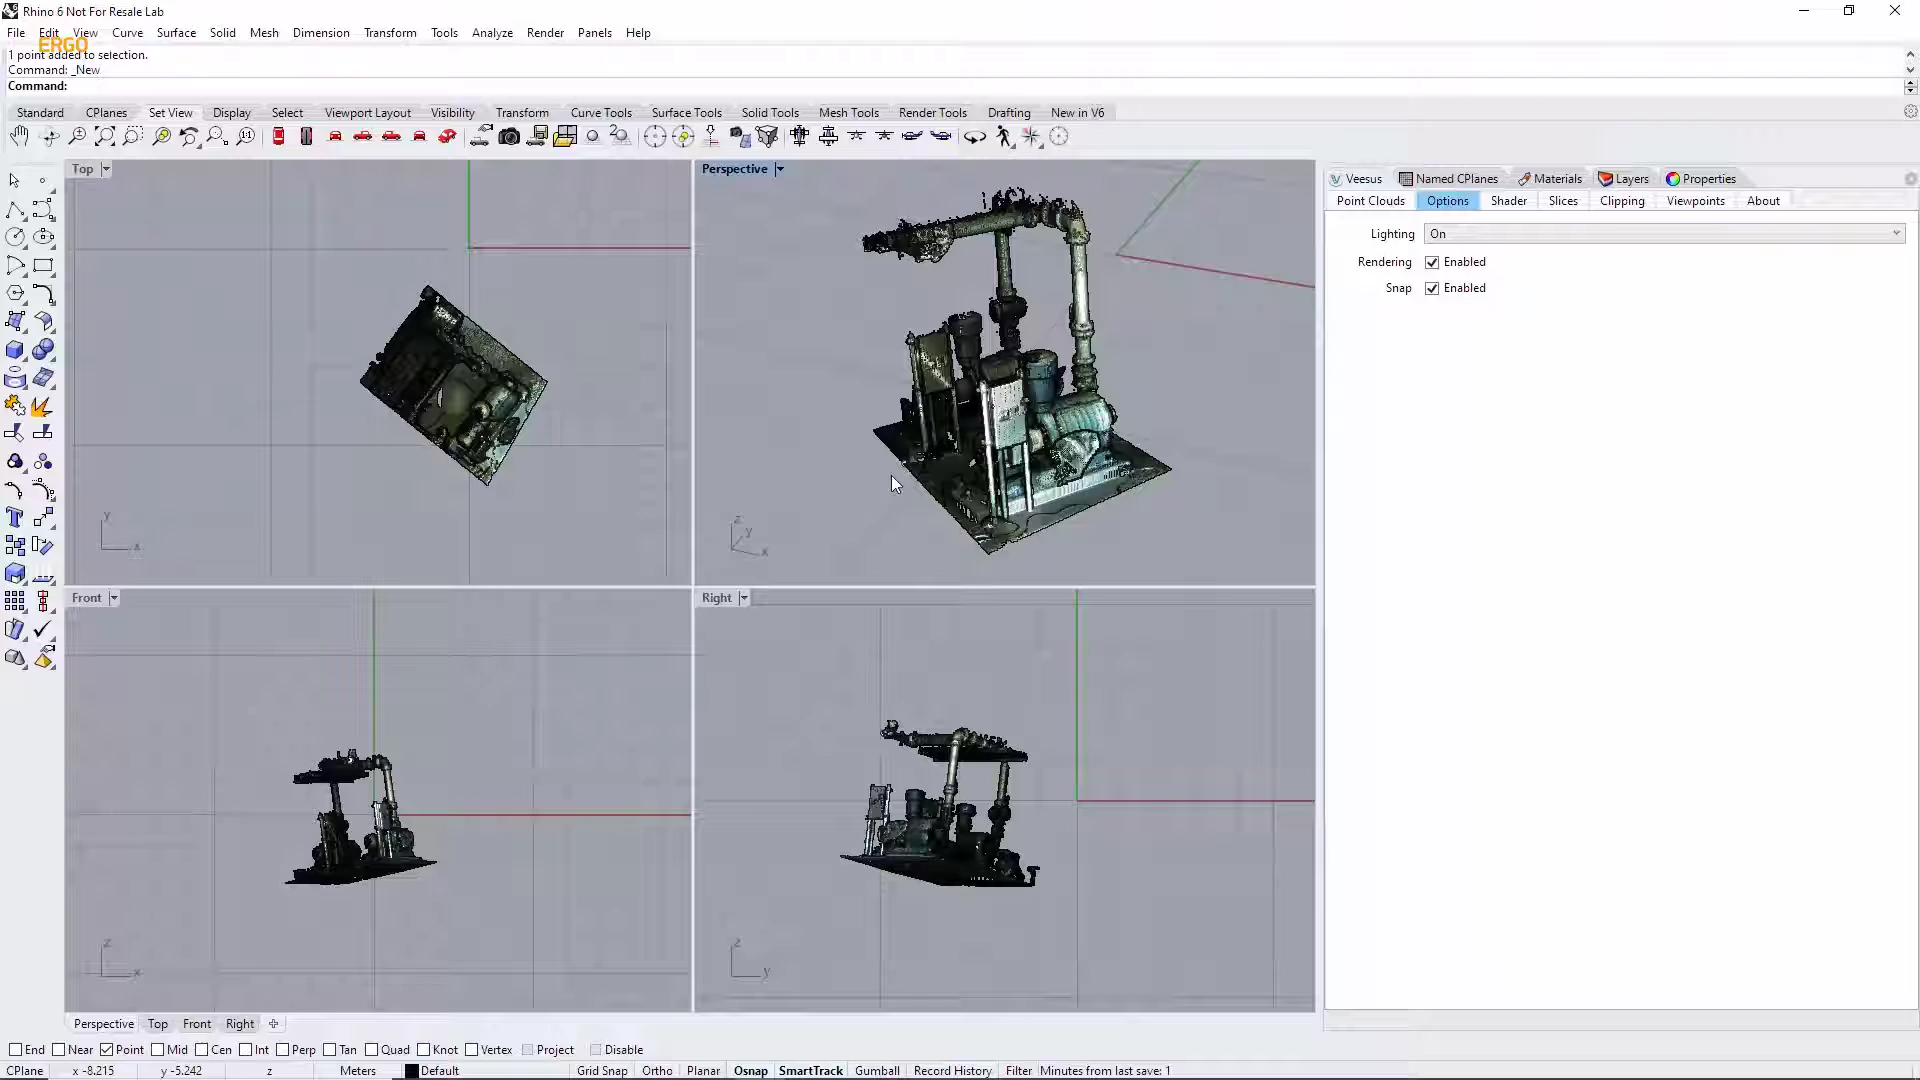 Rhino 6 Not For Resale Lab
File Edit View Curve Surface Solid Mesh Dimension Transform Tools Analyze Render Panels Help
ERGO
1 point added to selection.
Command: _New
Command:
Standard CPlanes Set View Display Select Viewport Layout Visibility Transform Curve Tools Surface Tools Solid Tools Mesh Tools Render Tools Drafting New in V6
Top
Perspective
Veesus Named CPlanes Materials Layers Properties
Point Clouds Options Shader Slices Clipping Viewpoints About
Lighting On
Rendering Enabled
Snap Enabled
y
x
z
y
x
Front
Right
z
x
z
y
Perspective Top Front Right
End Near Point Mid Cen Int Perp Tan Quad Knot Vertex Project Disable
CPlane x -8.215 y -5.242 z Meters Default Grid Snap Ortho Planar Osnap SmartTrack Gumball Record History Filter Minutes from last save: 1